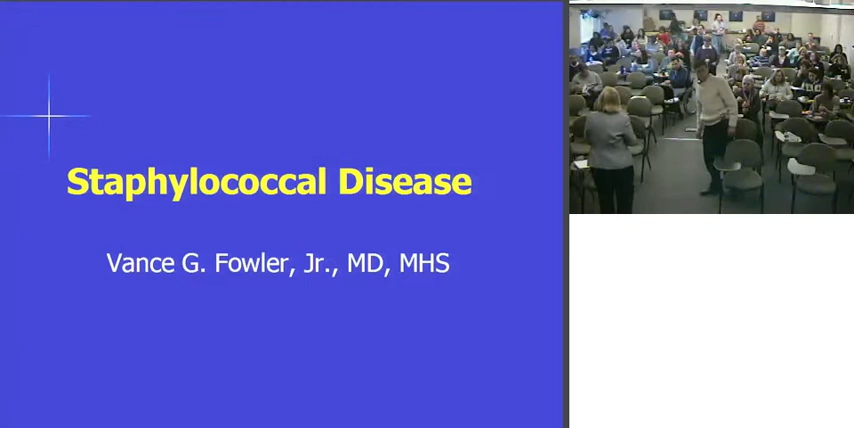 Staphylococcal Disease
Vance G. Fowler, Jr., MD, MHS